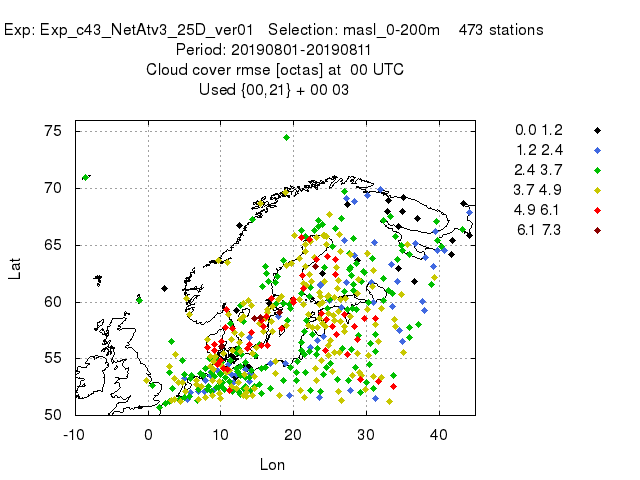 Exp: Exp_c43_NetAtv3_25D_ver01 Selection: masl_0-200m 473 stations
Period: 20190801-20190811
Cloud cover rmse [octas] at 00 UTC
Used {00,21} + 00 03
75
70
65
60
55
50
-10 0 10 20 30 40
Lat
Lon
0.0 1.2
1.2 2.4
2.4 3.7
3.7 4.9
4.9 6.1
6.1 7.3